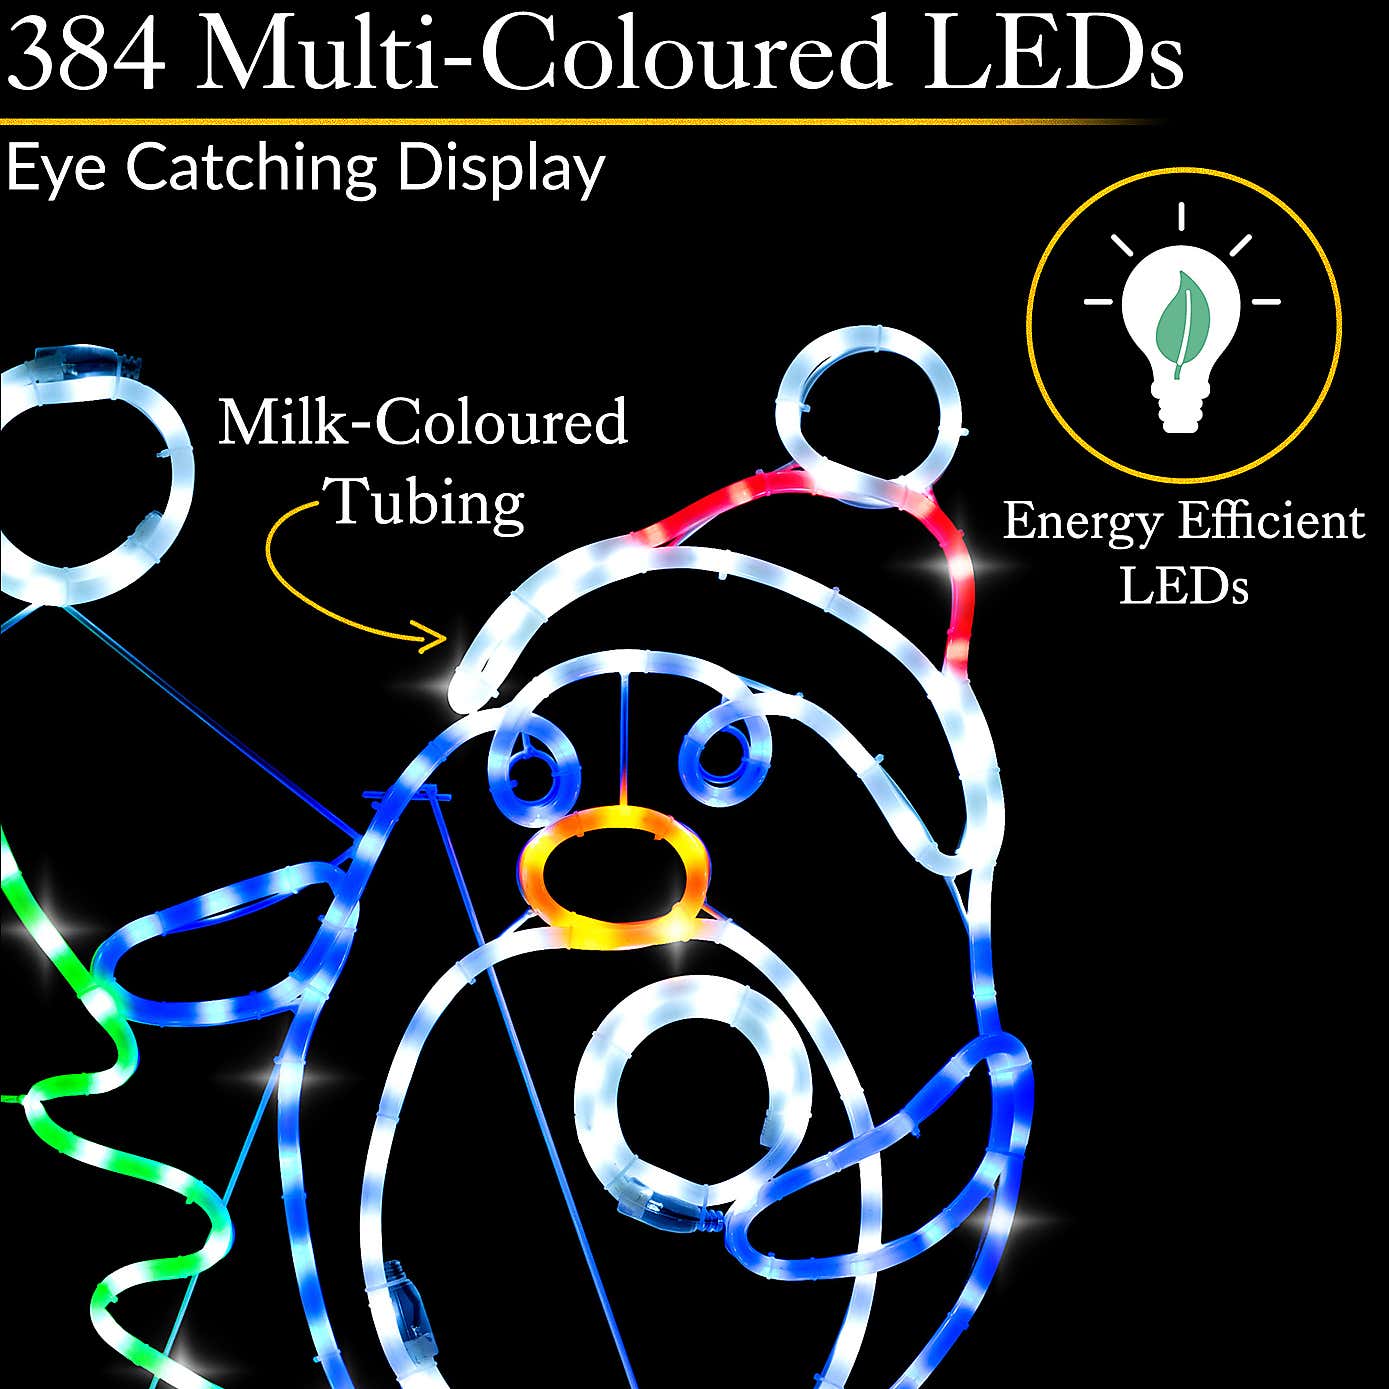 384 Multi-Coloured LEDs
Eye Catching Display
Milk-Coloured
Tubing
Energy Efficient
LEDs